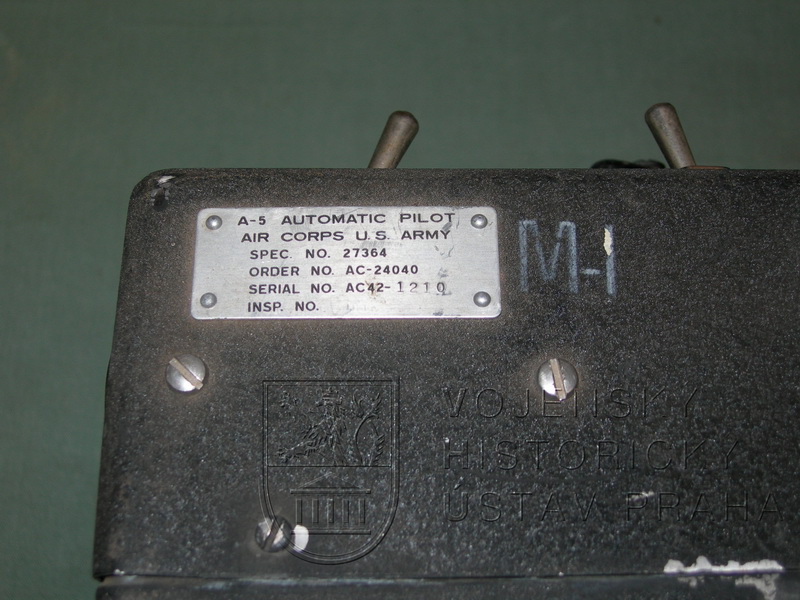 A-5 AUTOMATIC PILOT
AIR CORPS U.S. ARMY
SPEC. NO. 27364
ORDER NO. AC-24040
SERIAL NO. AC42-1210
INSP. NO.
M-1
VOJENSKÝ
HISTORICKÝ
ÚSTAV PRAHA